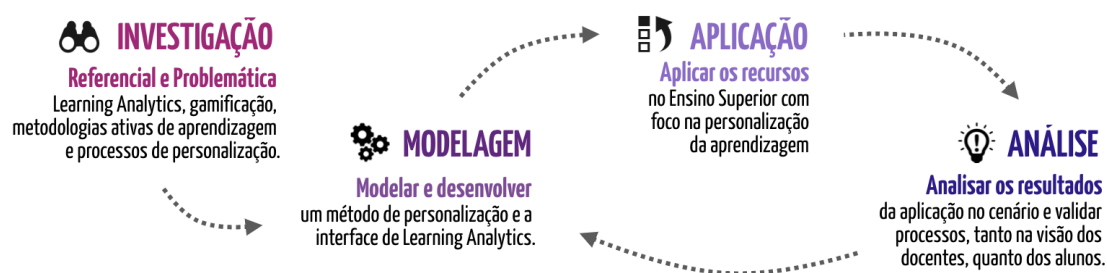 INVESTIGAÇÃO
Referencial e Problemática
Learning Analytics, gamificação,
metodologias ativas de aprendizagem
e processos de personalização.
MODELAGEM
Modelar e desenvolver
um método de personalização e a
interface de Learning Analytics.
APLICAÇÃO
Aplicar os recursos
no Ensino Superior com
foco na personalização
da aprendizagem
ANÁLISE
Analisar os resultados
da aplicação no cenário e validar
processos, tanto na visão dos
docentes, quanto dos alunos.